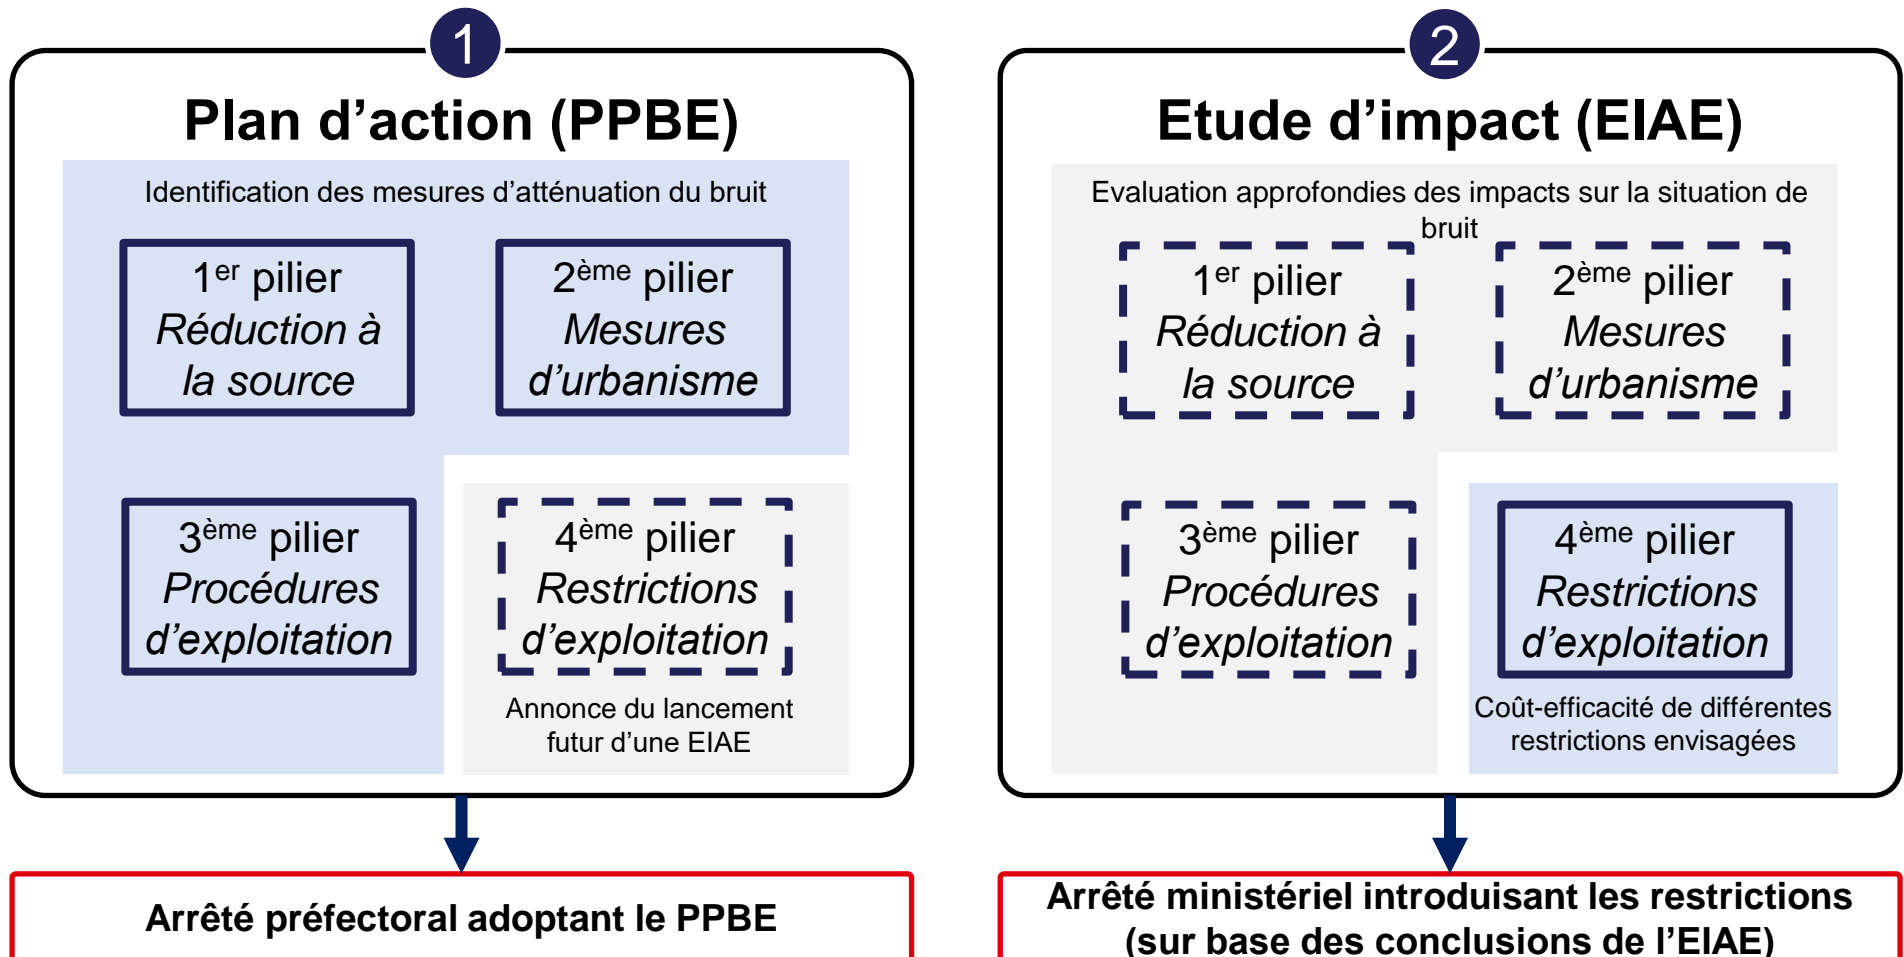 1
Plan d’action (PPBE)
Identification des mesures d’atténuation du bruit
1er pilier
Réduction à
la source
2ème pilier
Mesures
d’urbanisme
3ème pilier
Procédures
d’exploitation
4ème pilier
Restrictions
d’exploitation
Annonce du lancement
futur d’une EIAE
Arrêté préfectoral adoptant le PPBE
2
Etude d’impact (EIAE)
Evaluation approfondies des impacts sur la situation de
bruit
1er pilier
Réduction à
la source
2ème pilier
Mesures
d’urbanisme
3ème pilier
Procédures
d’exploitation
4ème pilier
Restrictions
d’exploitation
Coût-efficacité de différentes
restrictions envisagées
Arrêté ministériel introduisant les restrictions
(sur base des conclusions de l’EIAE)